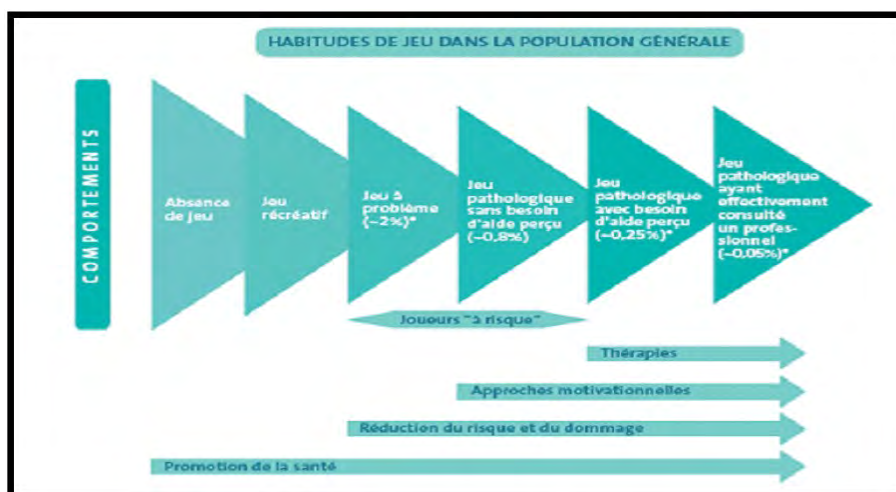 HABITUDES DE JEU DANS LA POPULATION GÉNÉRALE
COMPORTEMENTS
Absence
de jeu
Jeu
récréatif
Jeu à
problème
(~2%)*
Jeu
pathologique
sans besoin
d'aide perçu
(~0,8%)
Jeu
pathologique
avec besoin
d'aide perçu
(~0,25%)*
Jeu
pathologique
ayant
effectivement
consulté
un profes-
sionnel
(~0,05%)*
Joueurs "à risque"
Thérapies
Approches motivationnelles
Réduction du risque et du dommage
Promotion de la santé